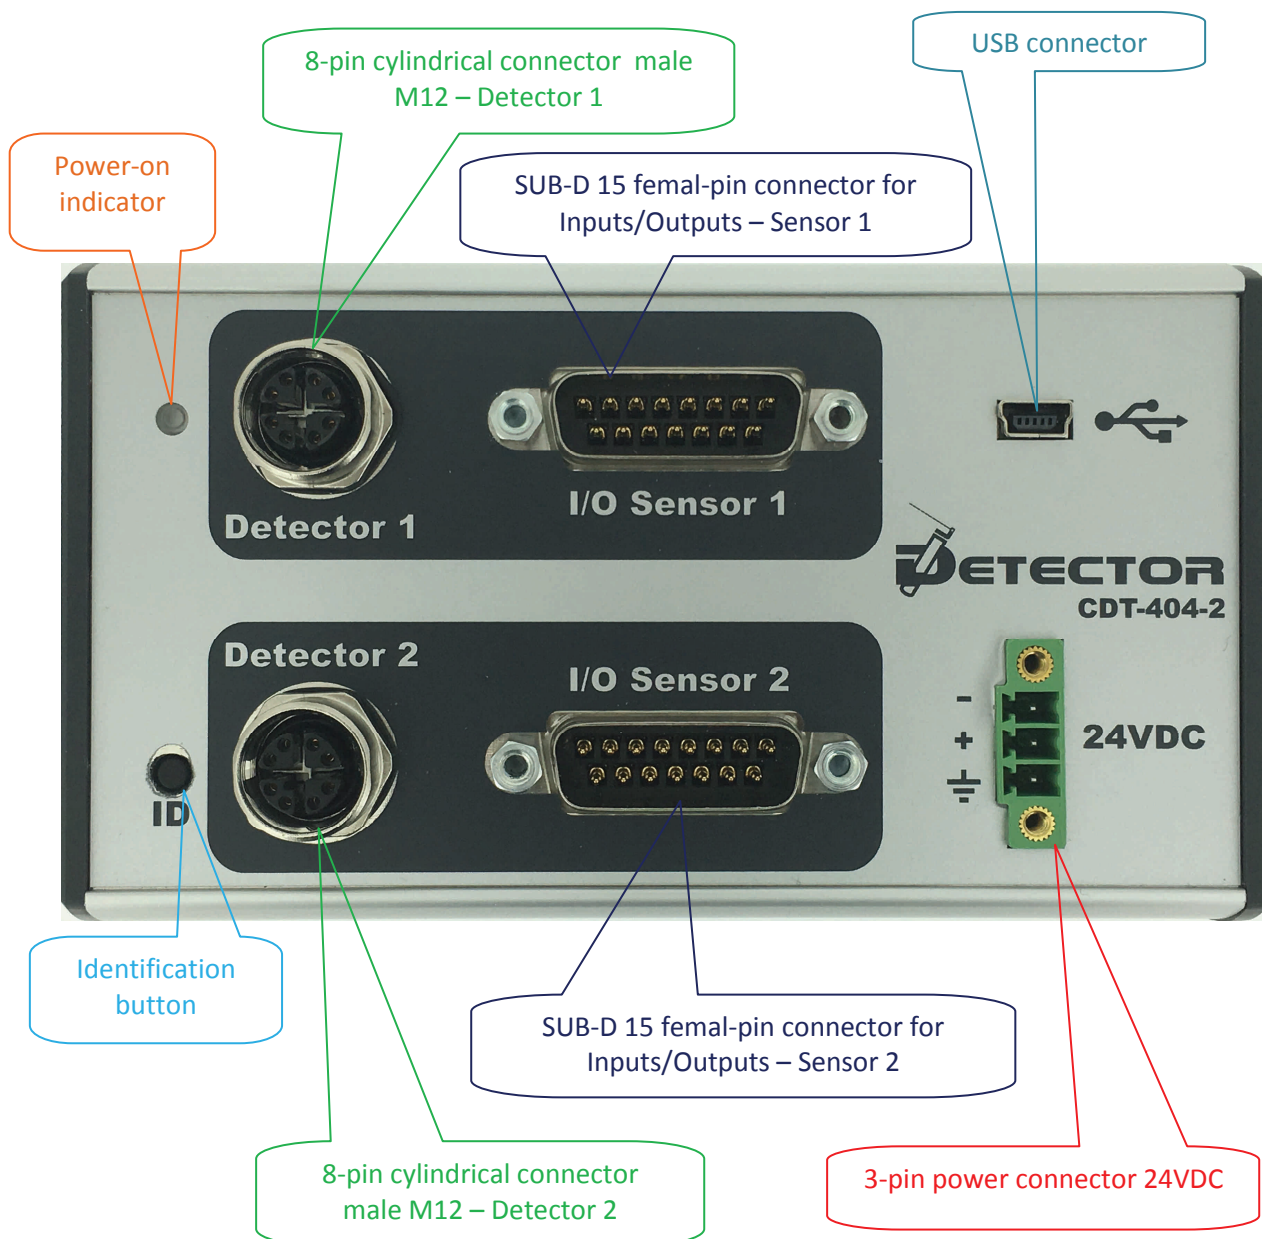 USB connector
8-pin cylindrical connector male
M12 – Detector 1
Power-on
indicator
SUB-D 15 femal-pin connector for
Inputs/Outputs – Sensor 1
Detector 1
I/O Sensor 1
DETECTOR
CDT-404-2
Detector 2
I/O Sensor 2
-
+
24VDC
ID
Identification
button
SUB-D 15 femal-pin connector for
Inputs/Outputs – Sensor 2
8-pin cylindrical connector
male M12 – Detector 2
3-pin power connector 24VDC